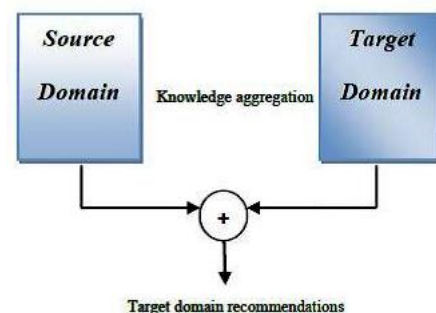 Source
Domain
Knowledge aggregation
Target
Domain
+
Target domain recommendations